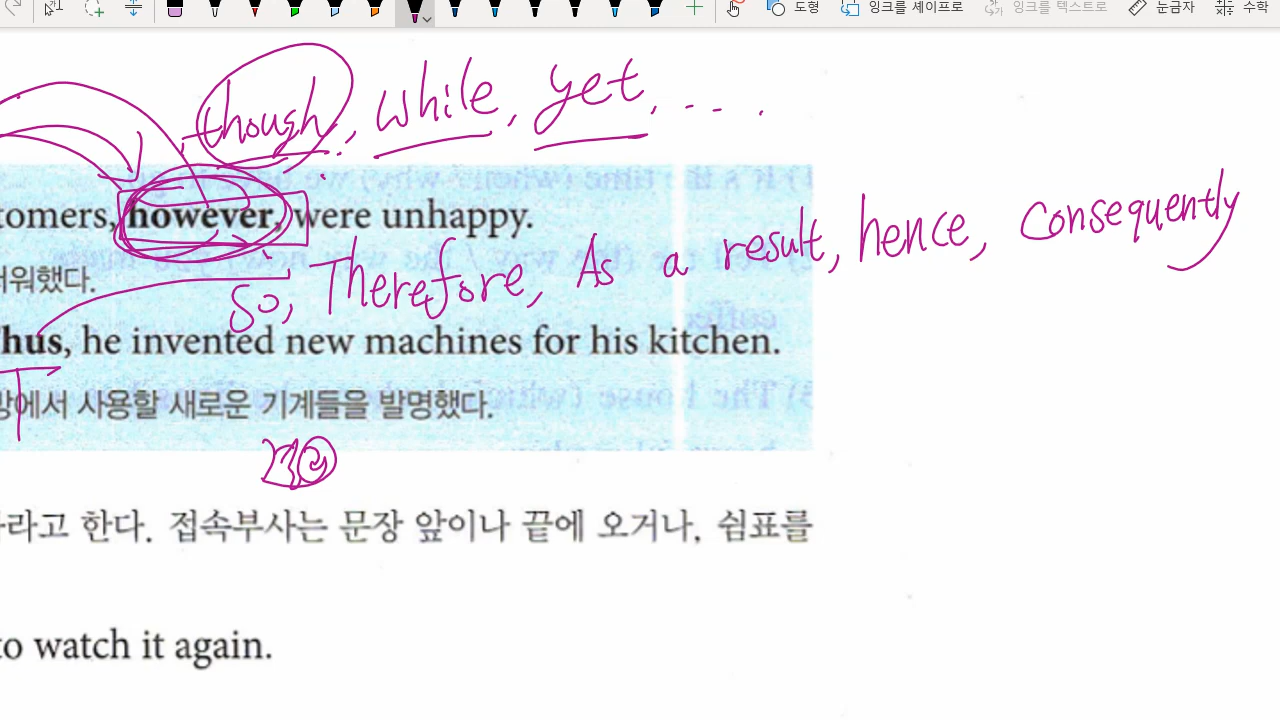 도형 잉크를 셰이프로 잉크를 텍스트로 눈금자 수학
though, while, yet, ...
tomers, however, were unhappy.
워했다.
So, Therefore, As a result, hence, consequently
hus, he invented new machines for his kitchen.
방에서 사용할 새로운 기계들을 발명했다.
라고 한다. 접속부사는 문장 앞이나 끝에 오거나, 쉼표를
to watch it again.